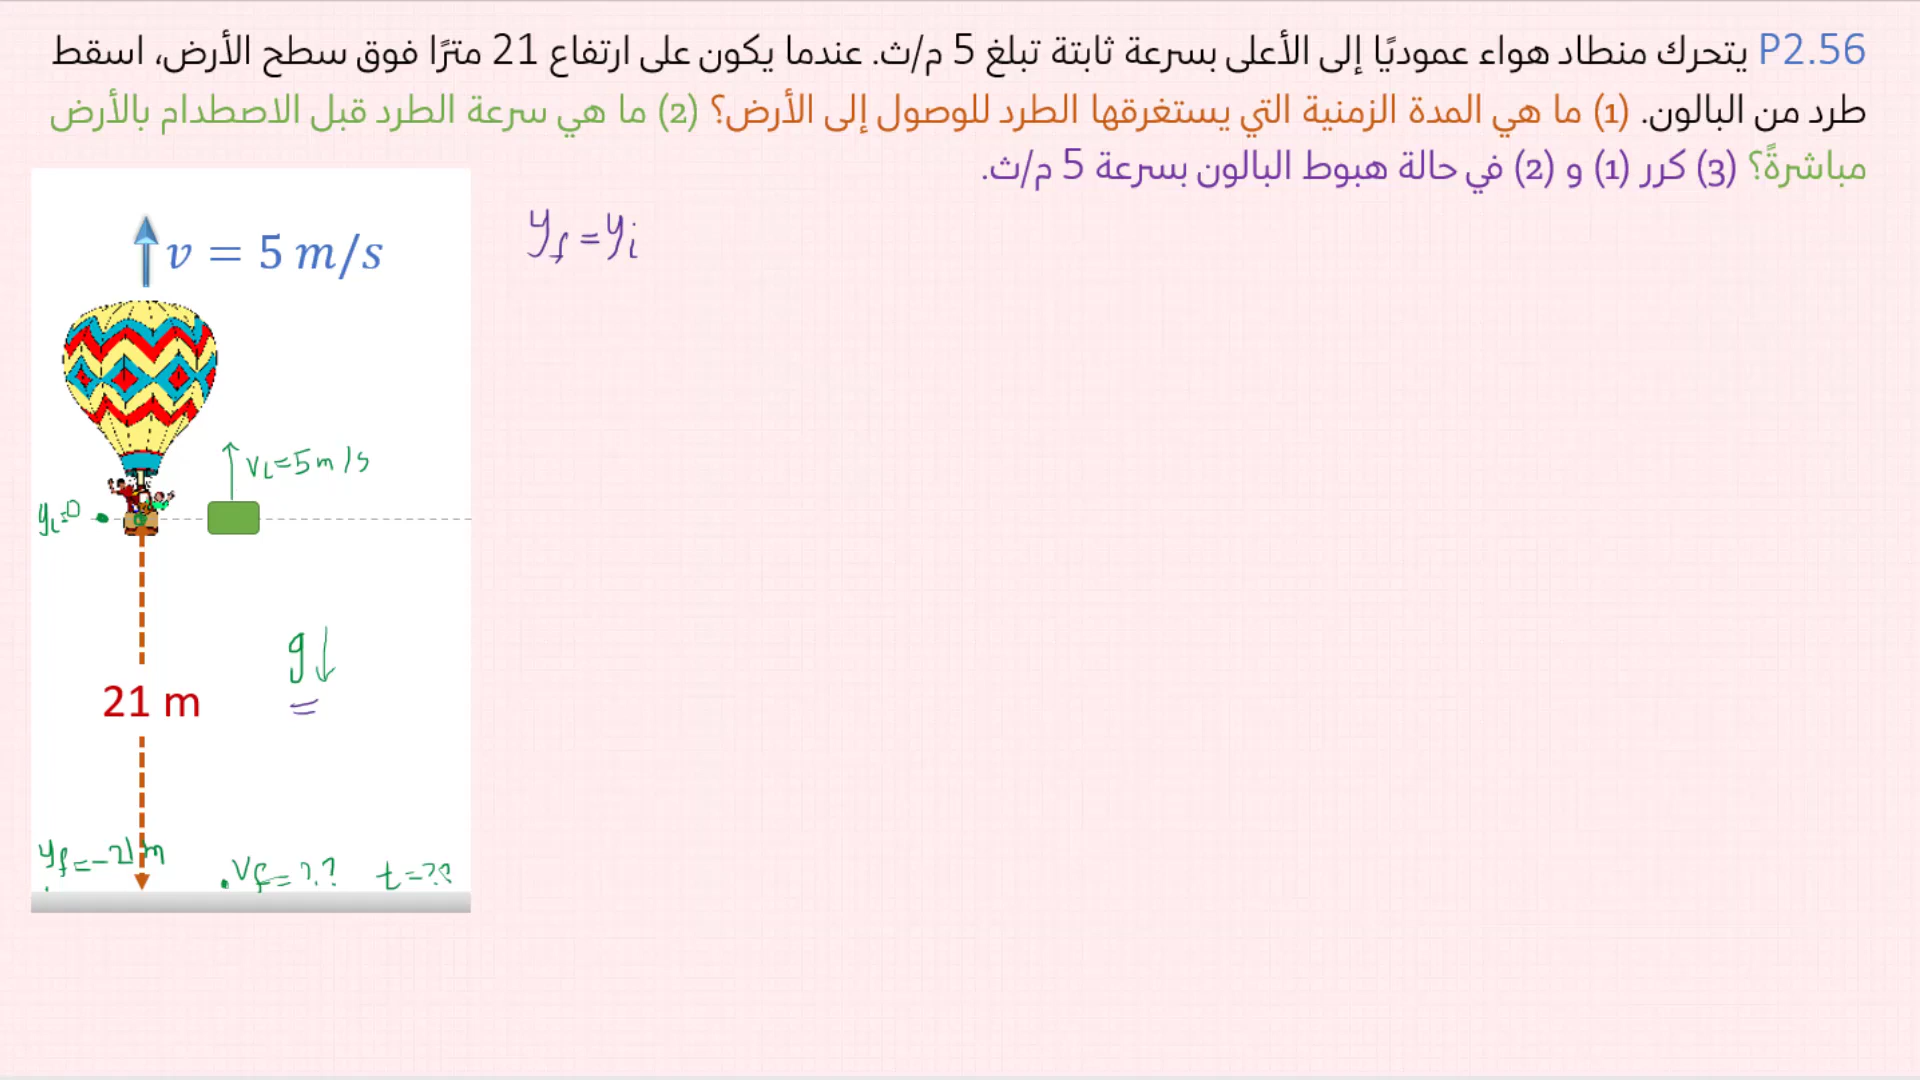 P2.56 يتحرك منطاد هواء عموديًا إلى الأعلى بسرعة ثابتة تبلغ 5 م/ث. عندما يكون على ارتفاع 21 مترًا فوق سطح الأرض، اسقط
طرد من البالون. (1) ما هي المدة الزمنية التي يستغرقها الطرد للوصول إلى الأرض؟ (2) ما هي سرعة الطرد قبل الاصطدام بالأرض
مباشرةً؟ (3) كرر (1) و (2) في حالة هبوط البالون بسرعة 5 م/ث.
yf = yi
v = 5 m/s
vi = 5 m/s
yi = 0
g
21 m
yf = -21 m
vf = ??
t = ??